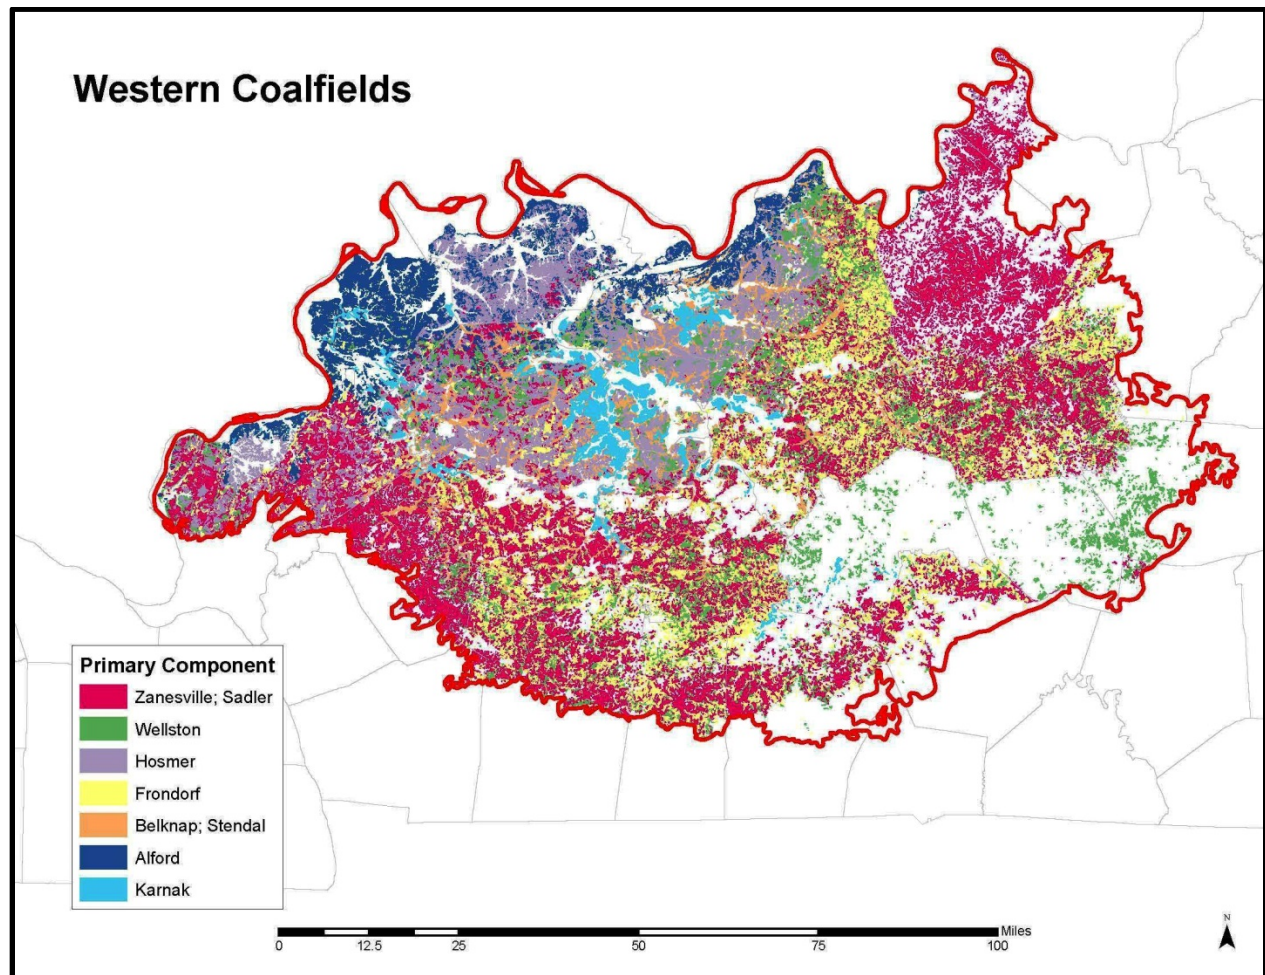 Western Coalfields
Primary Component
Zanesville; Sadler
Wellston
Hosmer
Frondorf
Belknap; Stendal
Alford
Karnak
Miles
0 12.5 25 50 75 100
N